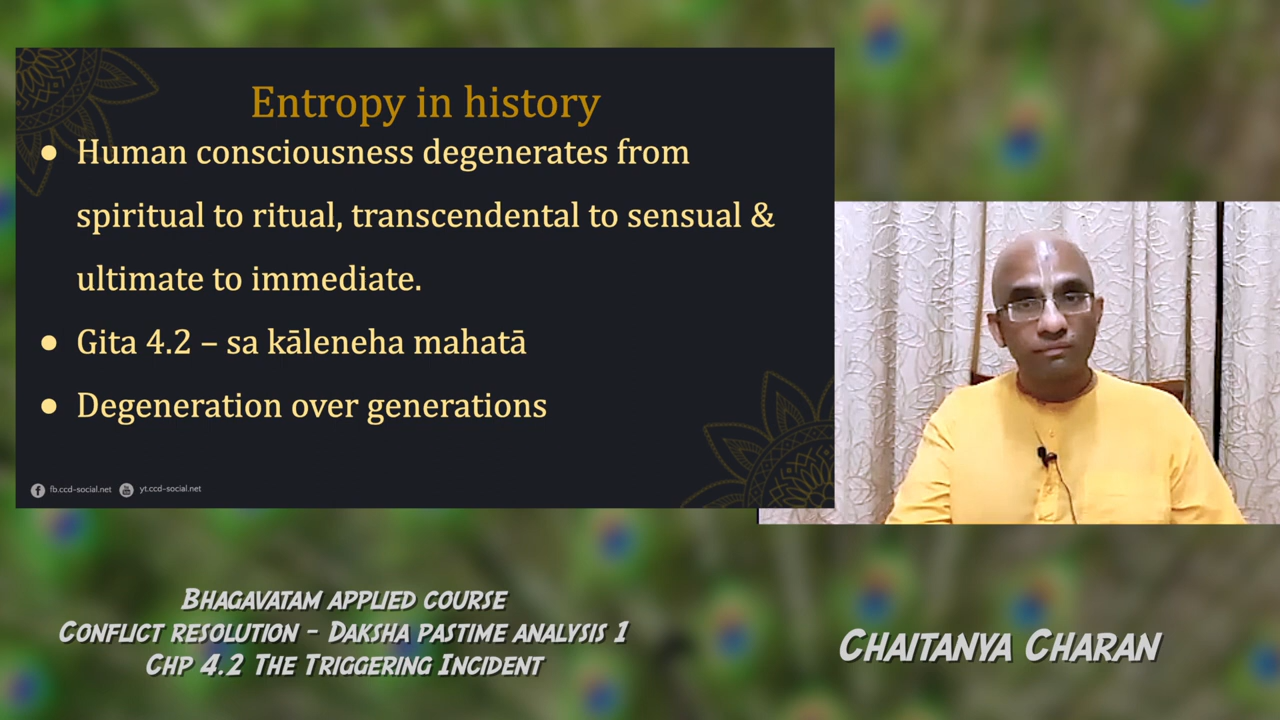 Entropy in history
● Human consciousness degenerates from
spiritual to ritual, transcendental to sensual &
ultimate to immediate.
● Gita 4.2 – sa kāleneha mahatā
● Degeneration over generations
fb.ccd-social.net yt.ccd-social.net
BHAGAVATAM APPLIED COURSE
CONFLICT RESOLUTION - DAKSHA PASTIME ANALYSIS 1
CHP 4.2 THE TRIGGERING INCIDENT
CHAITANYA CHARAN